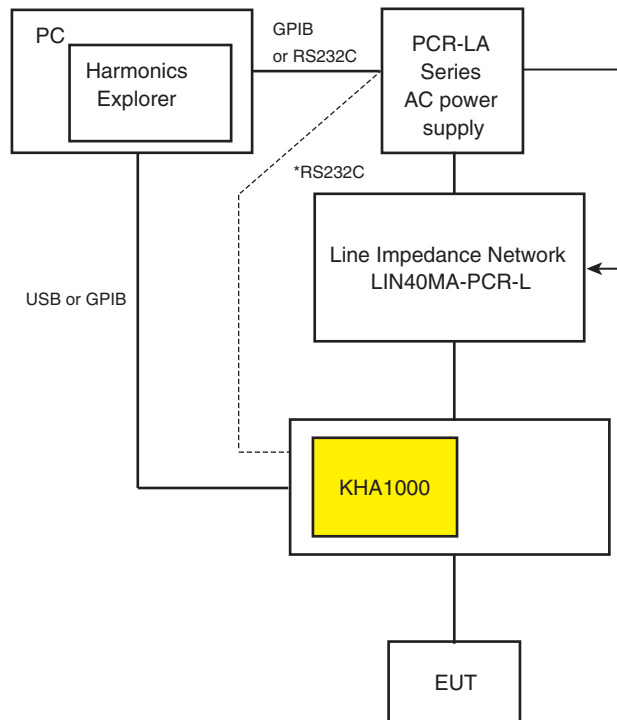 PC
Harmonics
Explorer
GPIB
or RS232C
PCR-LA
Series
AC power
supply
*RS232C
Line Impedance Network
LIN40MA-PCR-L
USB or GPIB
KHA1000
EUT